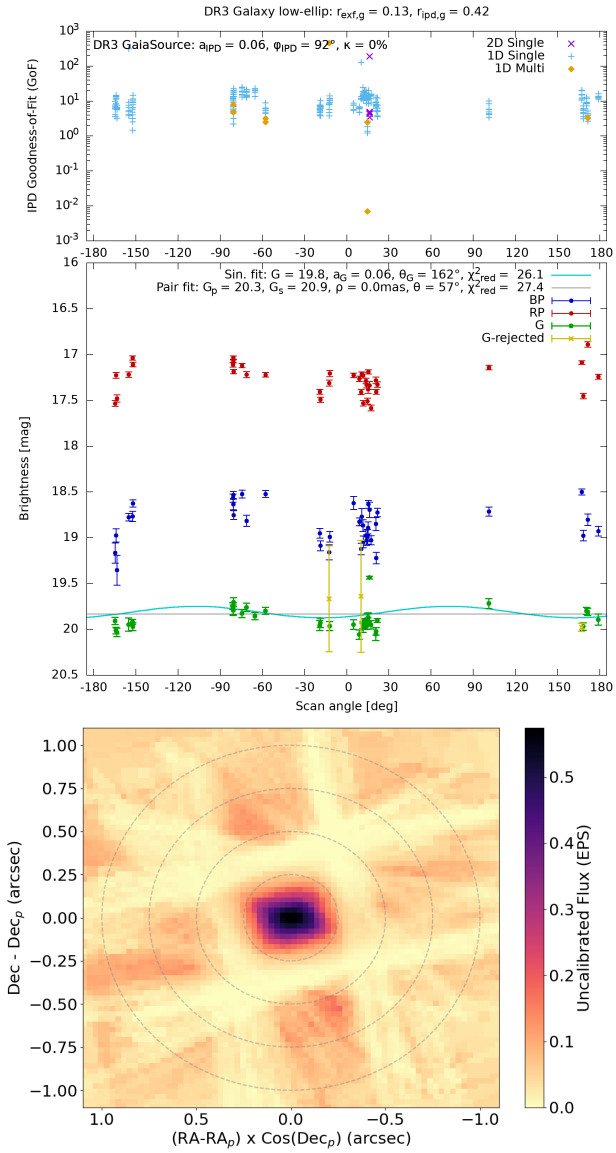 DR3 Galaxy low-ellip: r_exf,g = 0.13, r_ipd,g = 0.42
DR3 GaiaSource: a_IPD = 0.06, φ_IPD = 92°, κ = 0%
2D Single
1D Single
1D Multi
IPD Goodness-of-Fit (GoF)
10^3
10^2
10^1
10^0
10^-1
10^-2
10^-3
-180 -150 -120 -90 -60 -30 0 30 60 90 120 150 180
Sin. fit: G = 19.8, a_G = 0.06, θ_G = 162°, χ²_red = 26.1
Pair fit: G_p = 20.3, G_s = 20.9, ρ = 0.0mas, θ = 57°, χ²_red = 27.4
BP
RP
G
G-rejected
Brightness [mag]
16
16.5
17
17.5
18
18.5
19
19.5
20
20.5
-180 -150 -120 -90 -60 -30 0 30 60 90 120 150 180
Scan angle [deg]
Dec - Dec_p (arcsec)
1.00
0.75
0.50
0.25
0.00
−0.25
−0.50
−0.75
−1.00
1.0 0.5 0.0 −0.5 −1.0
(RA-RA_p) x Cos(Dec_p) (arcsec)
0.5
0.4
0.3
0.2
0.1
0.0
Uncalibrated Flux (EPS)